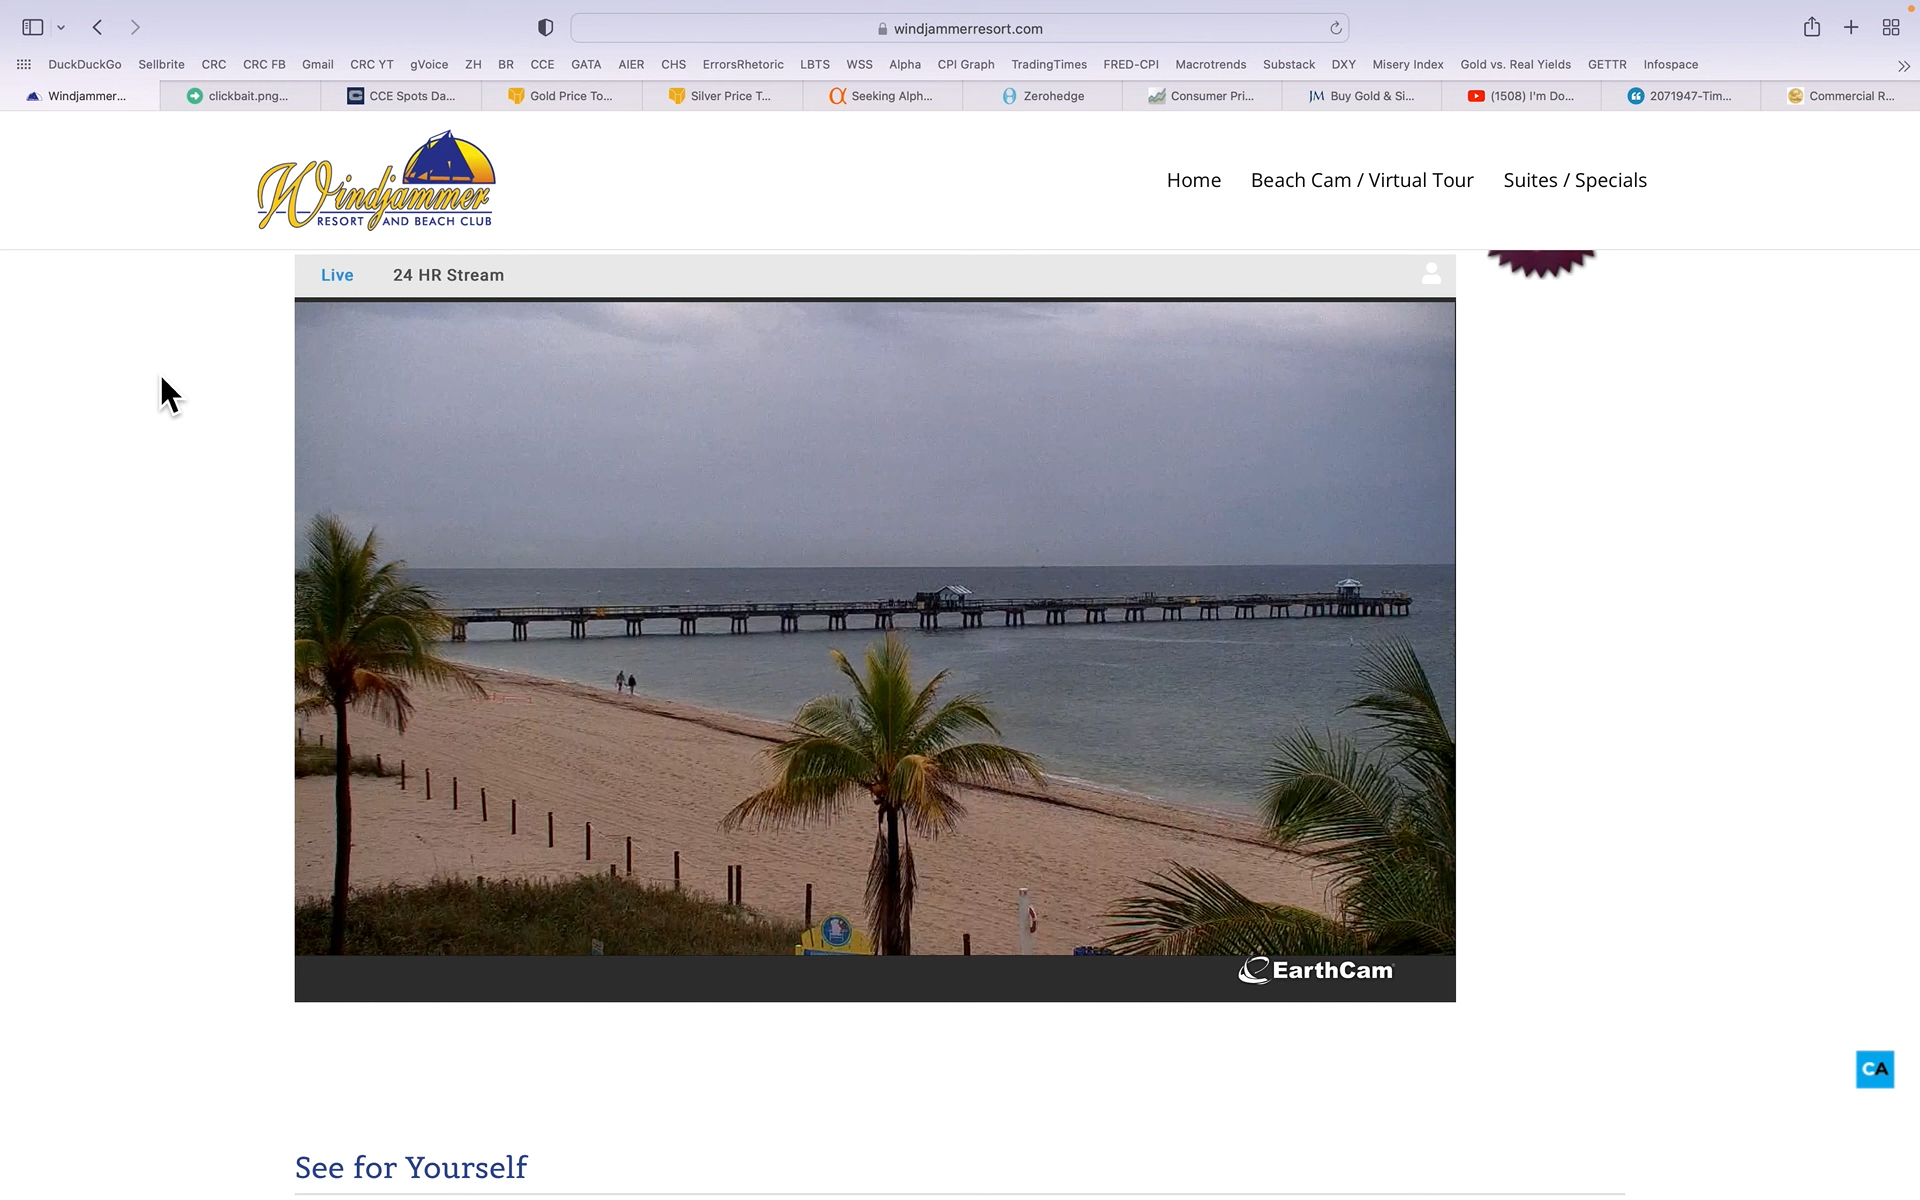 windjammerresort.com
DuckDuckGo Sellbrite CRC CRC FB Gmail CRC YT gVoice ZH BR CCE GATA AIER CHS ErrorsRhetoric LBTS WSS Alpha CPI Graph TradingTimes FRED-CPI Macrotrends Substack DXY Misery Index Gold vs. Real Yields GETTR Infospace
Windjammer... clickbait.png... CCE Spots Da... Gold Price To... Silver Price T... Seeking Alph... Zerohedge Consumer Pri... JM Buy Gold & Si... (1508) I'm Do... 2071947-Tim... Commercial R...
Windjammer
RESORT AND BEACH CLUB
Home Beach Cam / Virtual Tour Suites / Specials
Live 24 HR Stream
EarthCam
CA
See for Yourself